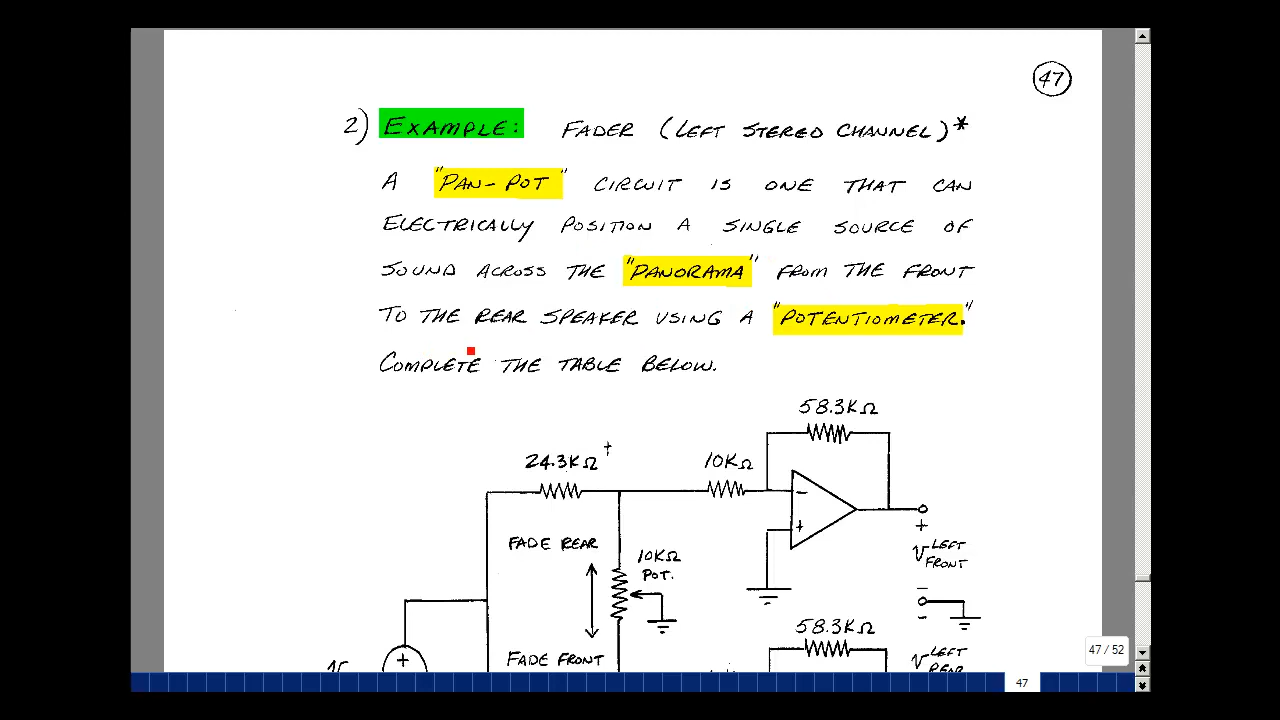 47
2) EXAMPLE: FADER (LEFT STEREO CHANNEL)*
A "PAN-POT" CIRCUIT IS ONE THAT CAN
ELECTRICALLY POSITION A SINGLE SOURCE OF
SOUND ACROSS THE "PANORAMA" FROM THE FRONT
TO THE REAR SPEAKER USING A "POTENTIOMETER."
COMPLETE THE TABLE BELOW.
58.3KΩ
24.3KΩ †
10KΩ
FADE REAR
10KΩ
POT.
FADE FRONT
V LEFT
FRONT
58.3KΩ
V LEFT
REAR
47 / 52
47